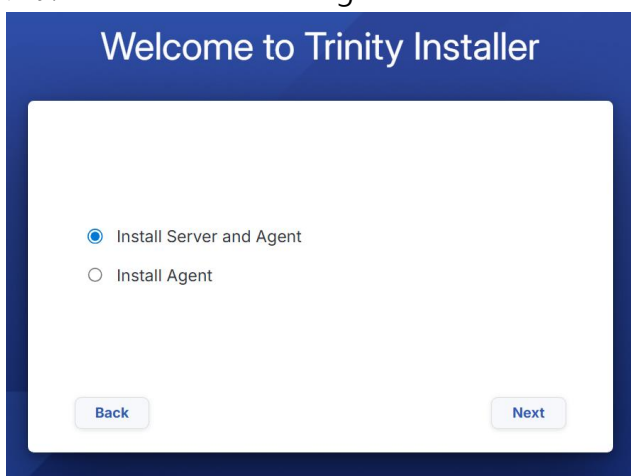 Welcome to Trinity Installer
Install Server and Agent
Install Agent
Back
Next